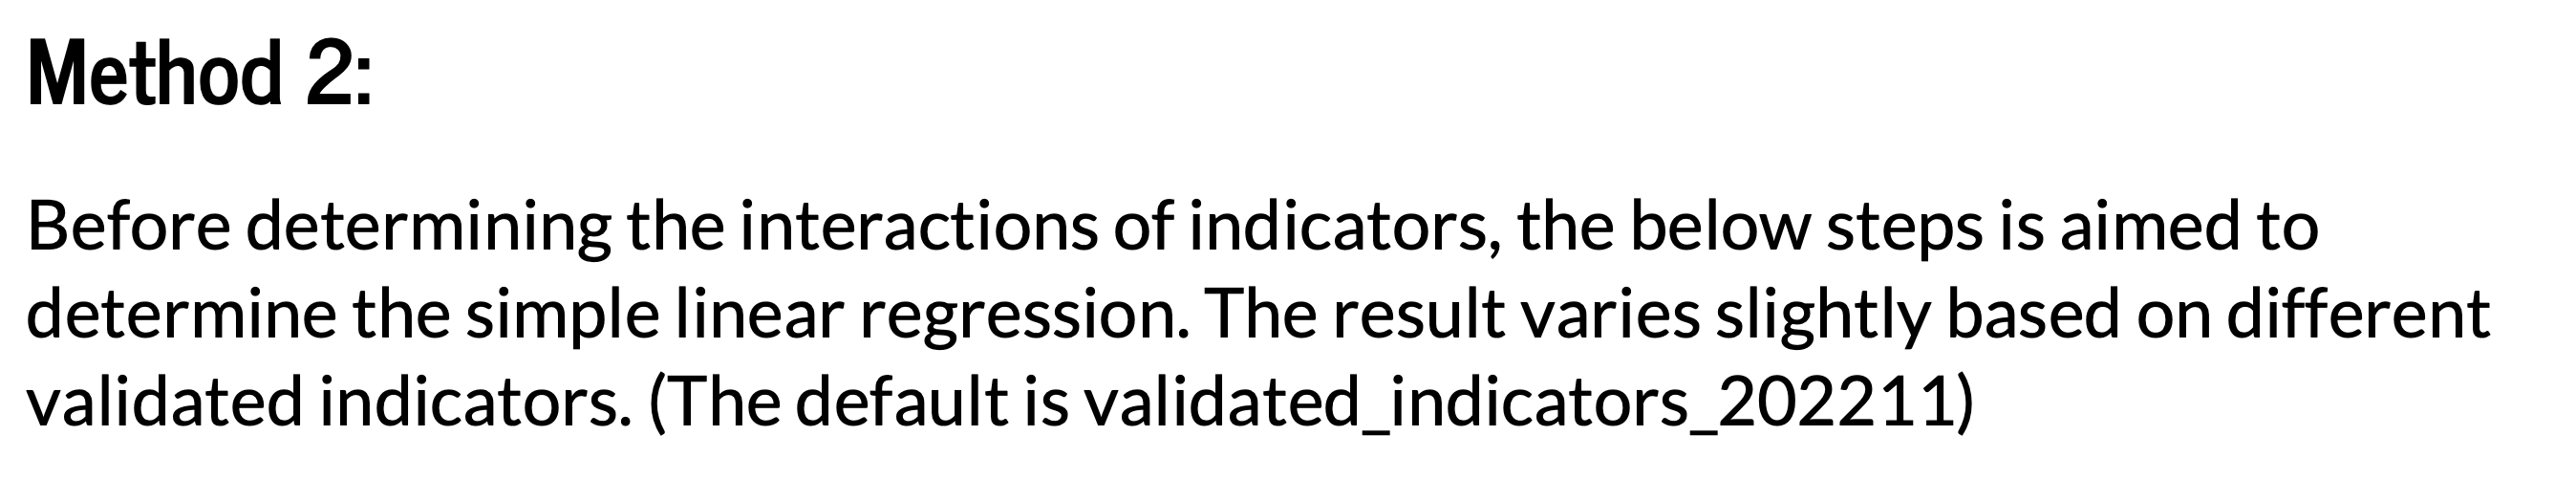 Method 2:
Before determining the interactions of indicators, the below steps is aimed to
determine the simple linear regression. The result varies slightly based on different
validated indicators. (The default is validated_indicators_202211)